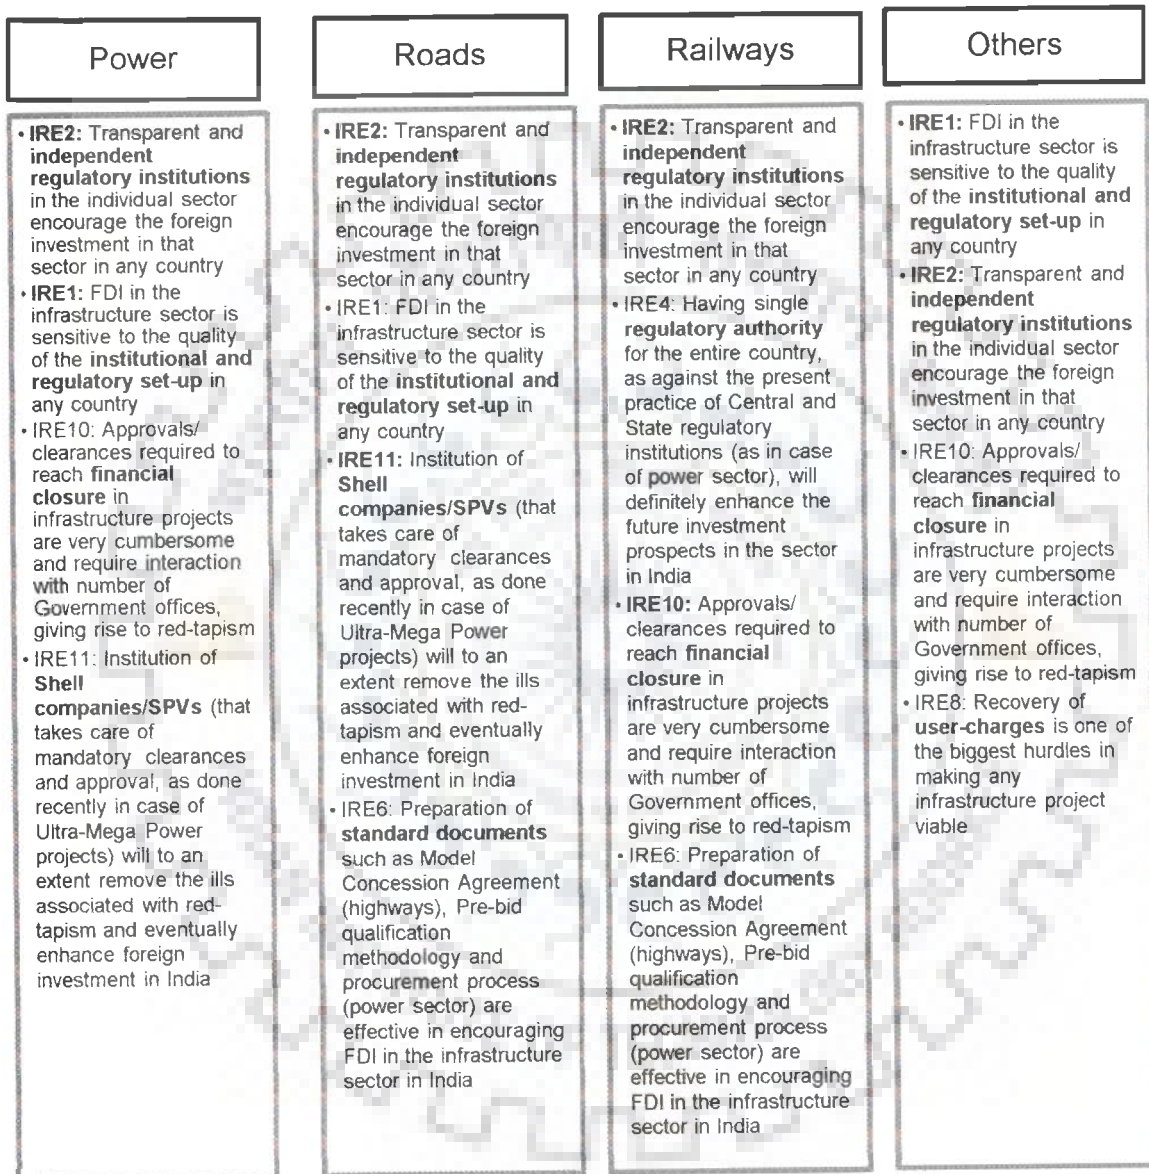 Power
• IRE2: Transparent and
independent
regulatory institutions
in the individual sector
encourage the foreign
investment in that
sector in any country
• IRE1: FDI in the
infrastructure sector is
sensitive to the quality
of the institutional and
regulatory set-up in
any country
• IRE10: Approvals/
clearances required to
reach financial
closure in
infrastructure projects
are very cumbersome
and require interaction
with number of
Government offices,
giving rise to red-tapism
• IRE11: Institution of
Shell
companies/SPVs (that
takes care of
mandatory clearances
and approval, as done
recently in case of
Ultra-Mega Power
projects) will to an
extent remove the ills
associated with red-
tapism and eventually
enhance foreign
investment in India
Roads
• IRE2: Transparent and
independent
regulatory institutions
in the individual sector
encourage the foreign
investment in that
sector in any country
• IRE1: FDI in the
infrastructure sector is
sensitive to the quality
of the institutional and
regulatory set-up in
any country
• IRE11: Institution of
Shell
companies/SPVs (that
takes care of
mandatory clearances
and approval, as done
recently in case of
Ultra-Mega Power
projects) will to an
extent remove the ills
associated with red-
tapism and eventually
enhance foreign
investment in India
• IRE6: Preparation of
standard documents
such as Model
Concession Agreement
(highways), Pre-bid
qualification
methodology and
procurement process
(power sector) are
effective in encouraging
FDI in the infrastructure
sector in India
Railways
• IRE2: Transparent and
independent
regulatory institutions
in the individual sector
encourage the foreign
investment in that
sector in any country
• IRE4: Having single
regulatory authority
for the entire country,
as against the present
practice of Central and
State regulatory
institutions (as in case
of power sector), will
definitely enhance the
future investment
prospects in the sector
in India
• IRE10: Approvals/
clearances required to
reach financial
closure in
infrastructure projects
are very cumbersome
and require interaction
with number of
Government offices,
giving rise to red-tapism
• IRE6: Preparation of
standard documents
such as Model
Concession Agreement
(highways), Pre-bid
qualification
methodology and
procurement process
(power sector) are
effective in encouraging
FDI in the infrastructure
sector in India
Others
• IRE1: FDI in the
infrastructure sector is
sensitive to the quality
of the institutional and
regulatory set-up in
any country
• IRE2: Transparent and
independent
regulatory institutions
in the individual sector
encourage the foreign
investment in that
sector in any country
• IRE10: Approvals/
clearances required to
reach financial
closure in
infrastructure projects
are very cumbersome
and require interaction
with number of
Government offices,
giving rise to red-tapism
• IRE8: Recovery of
user-charges is one of
the biggest hurdles in
making any
infrastructure project
viable